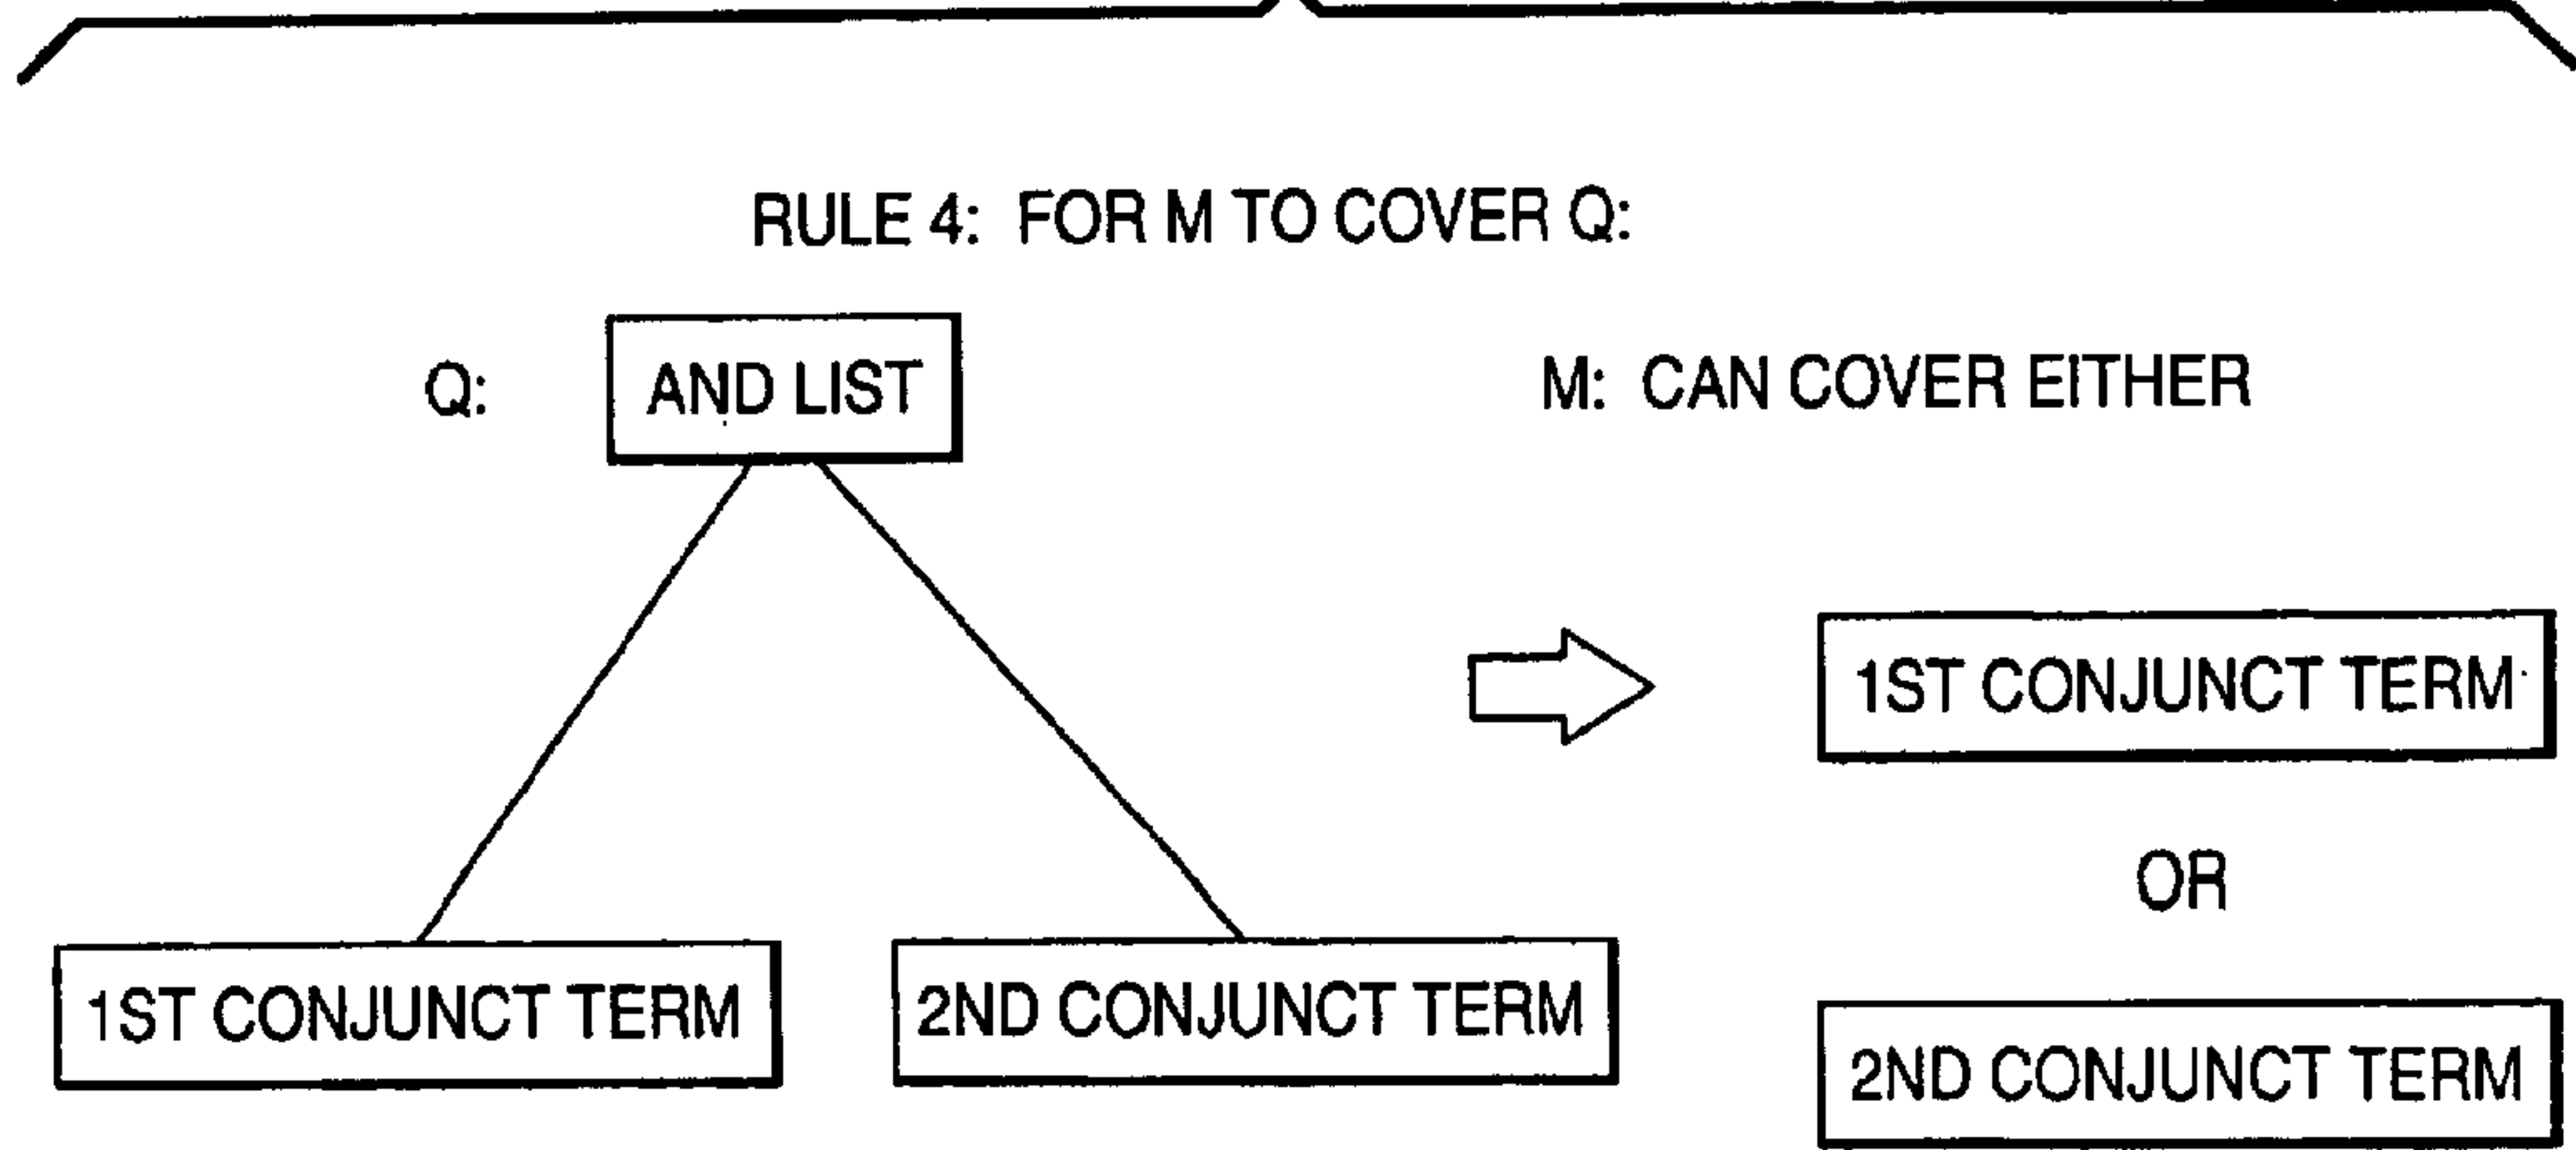 RULE 4: FOR M TO COVER Q:
Q: AND LIST
M: CAN COVER EITHER
1ST CONJUNCT TERM
2ND CONJUNCT TERM
1ST CONJUNCT TERM
OR
2ND CONJUNCT TERM